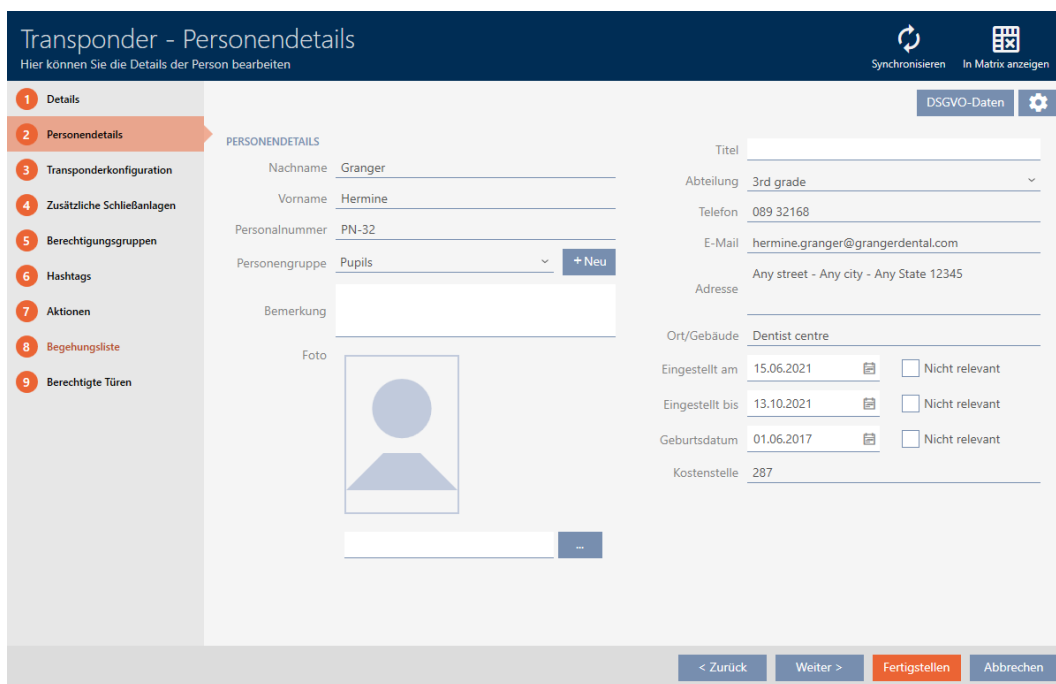 Transponder - Personendetails
Hier können Sie die Details der Person bearbeiten
Synchronisieren
In Matrix anzeigen
1 Details
2 Personendetails
3 Transponderkonfiguration
4 Zusätzliche Schließanlagen
5 Berechtigungsgruppen
6 Hashtags
7 Aktionen
8 Begehungsliste
9 Berechtigte Türen
DSGVO-Daten
PERSONENDETAILS
Nachname Granger
Vorname Hermine
Personalnummer PN-32
Personengruppe Pupils + Neu
Bemerkung
Foto
...
Titel
Abteilung 3rd grade
Telefon 089 32168
E-Mail hermine.granger@grangerdental.com
Adresse Any street - Any city - Any State 12345
Ort/Gebäude Dentist centre
Eingestellt am 15.06.2021 Nicht relevant
Eingestellt bis 13.10.2021 Nicht relevant
Geburtsdatum 01.06.2017 Nicht relevant
Kostenstelle 287
< Zurück
Weiter >
Fertigstellen
Abbrechen